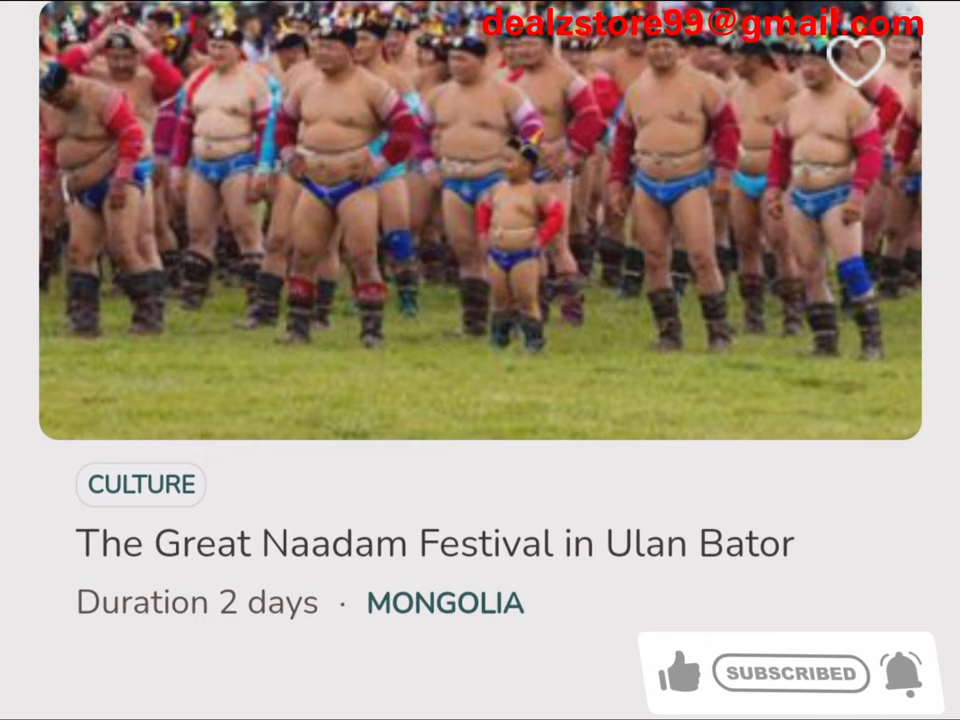 dealzstore99@gmail.com
CULTURE
The Great Naadam Festival in Ulan Bator
Duration 2 days · MONGOLIA
SUBSCRIBED